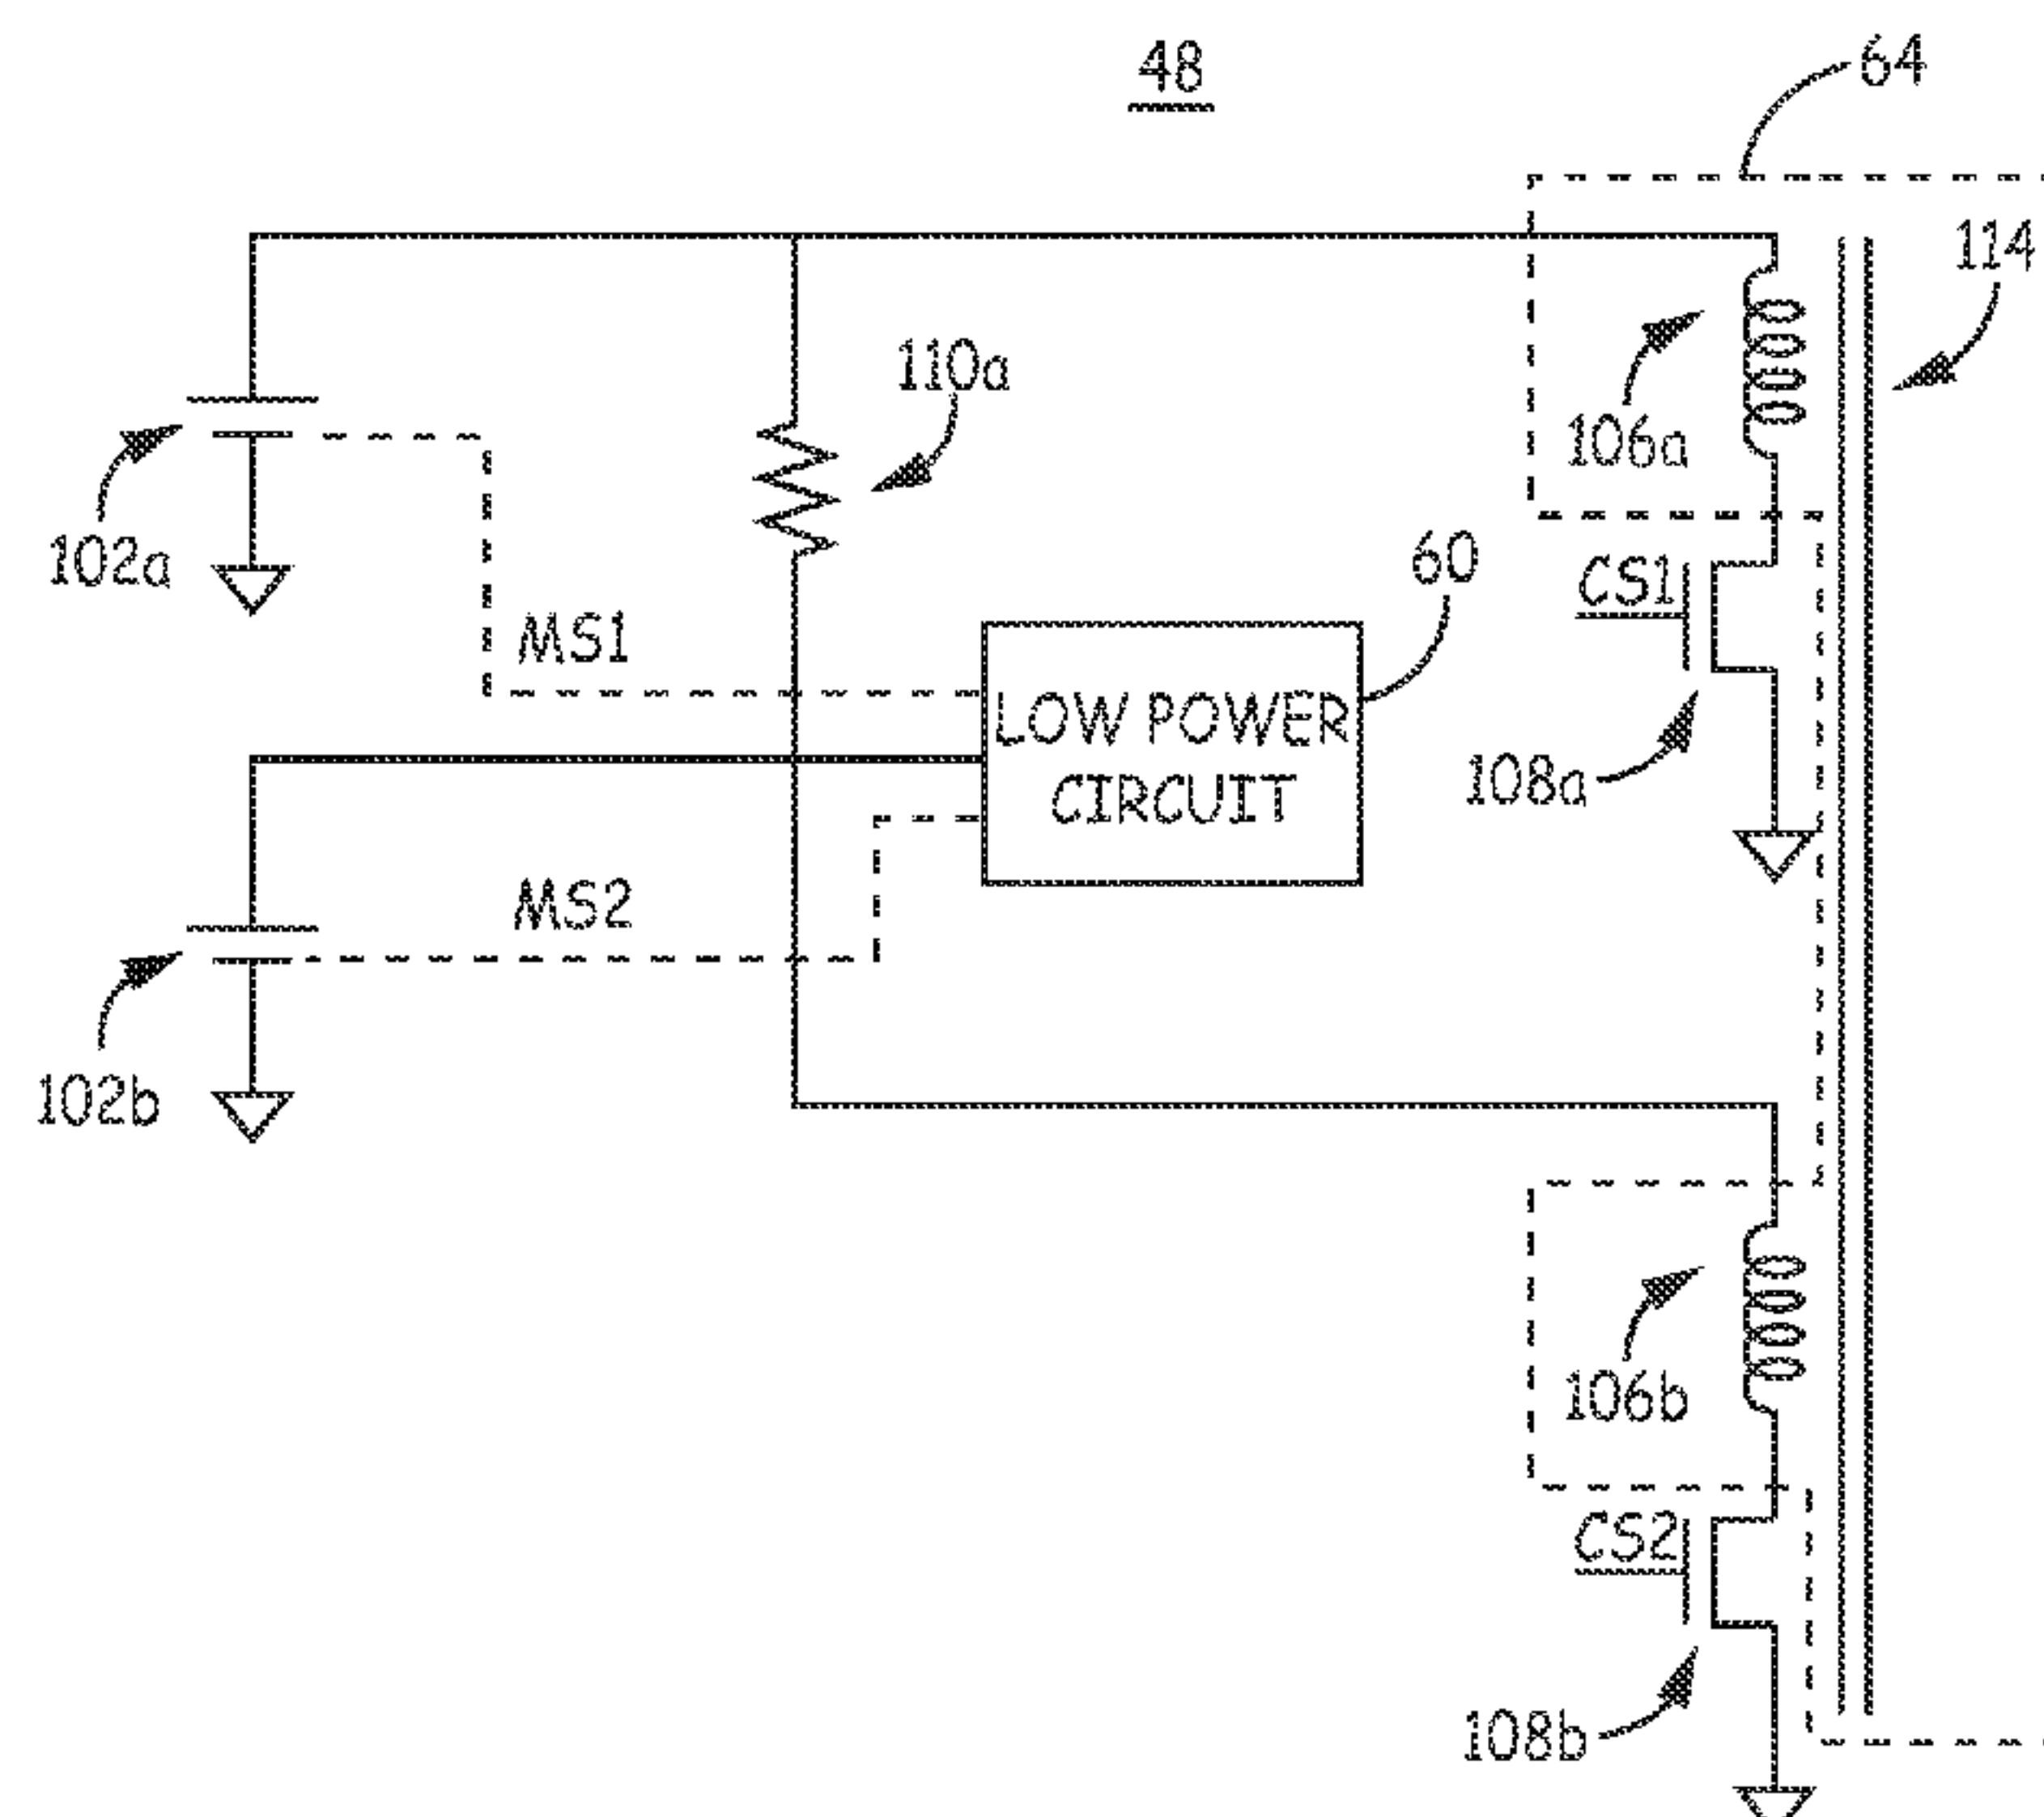 48
64
114
110a
106a
102a
60
CS1
MS1
LOW POWER
CIRCUIT
108a
MS2
102b
106b
CS2
108b